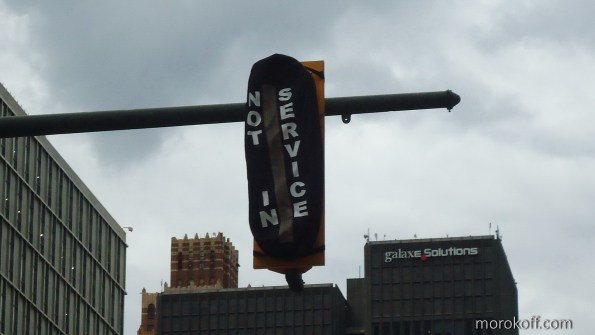 NOT IN
SERVICE
galaxE.Solutions
morokoff.com